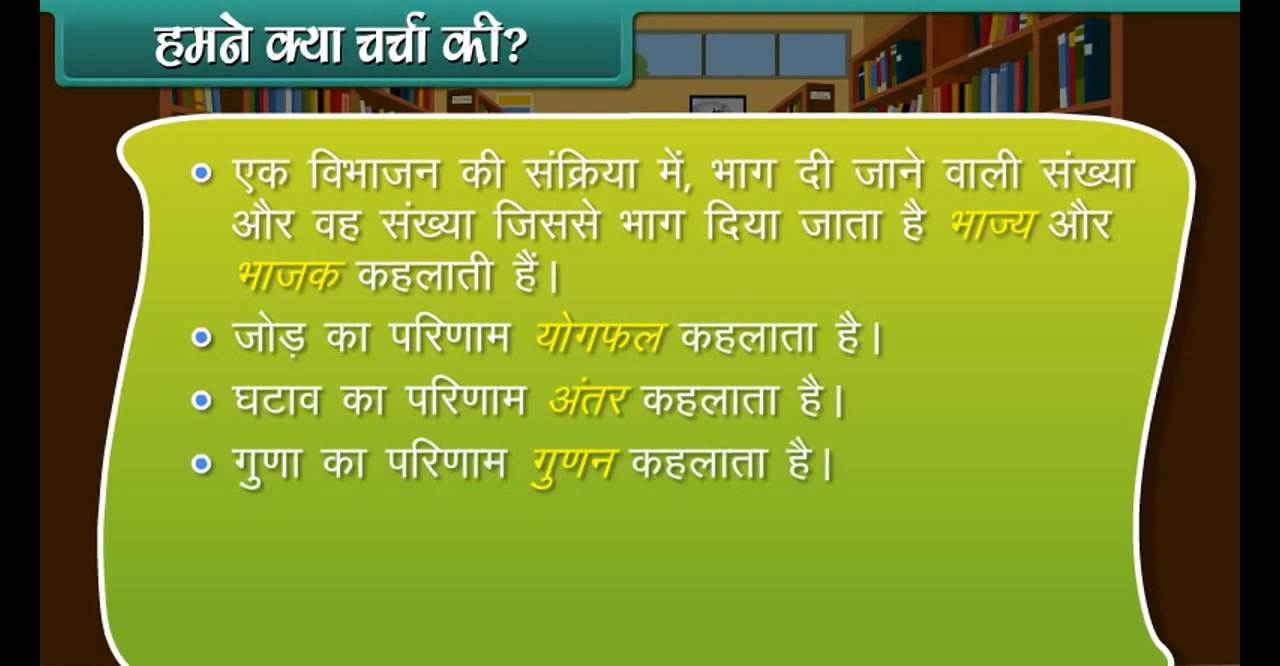 हमने क्या चर्चा की?
एक विभाजन की संक्रिया में, भाग दी जाने वाली संख्या
और वह संख्या जिससे भाग दिया जाता है भाज्य और
भाजक कहलाती हैं।
जोड़ का परिणाम योगफल कहलाता है।
घटाव का परिणाम अंतर कहलाता है।
गुणा का परिणाम गुणन कहलाता है।